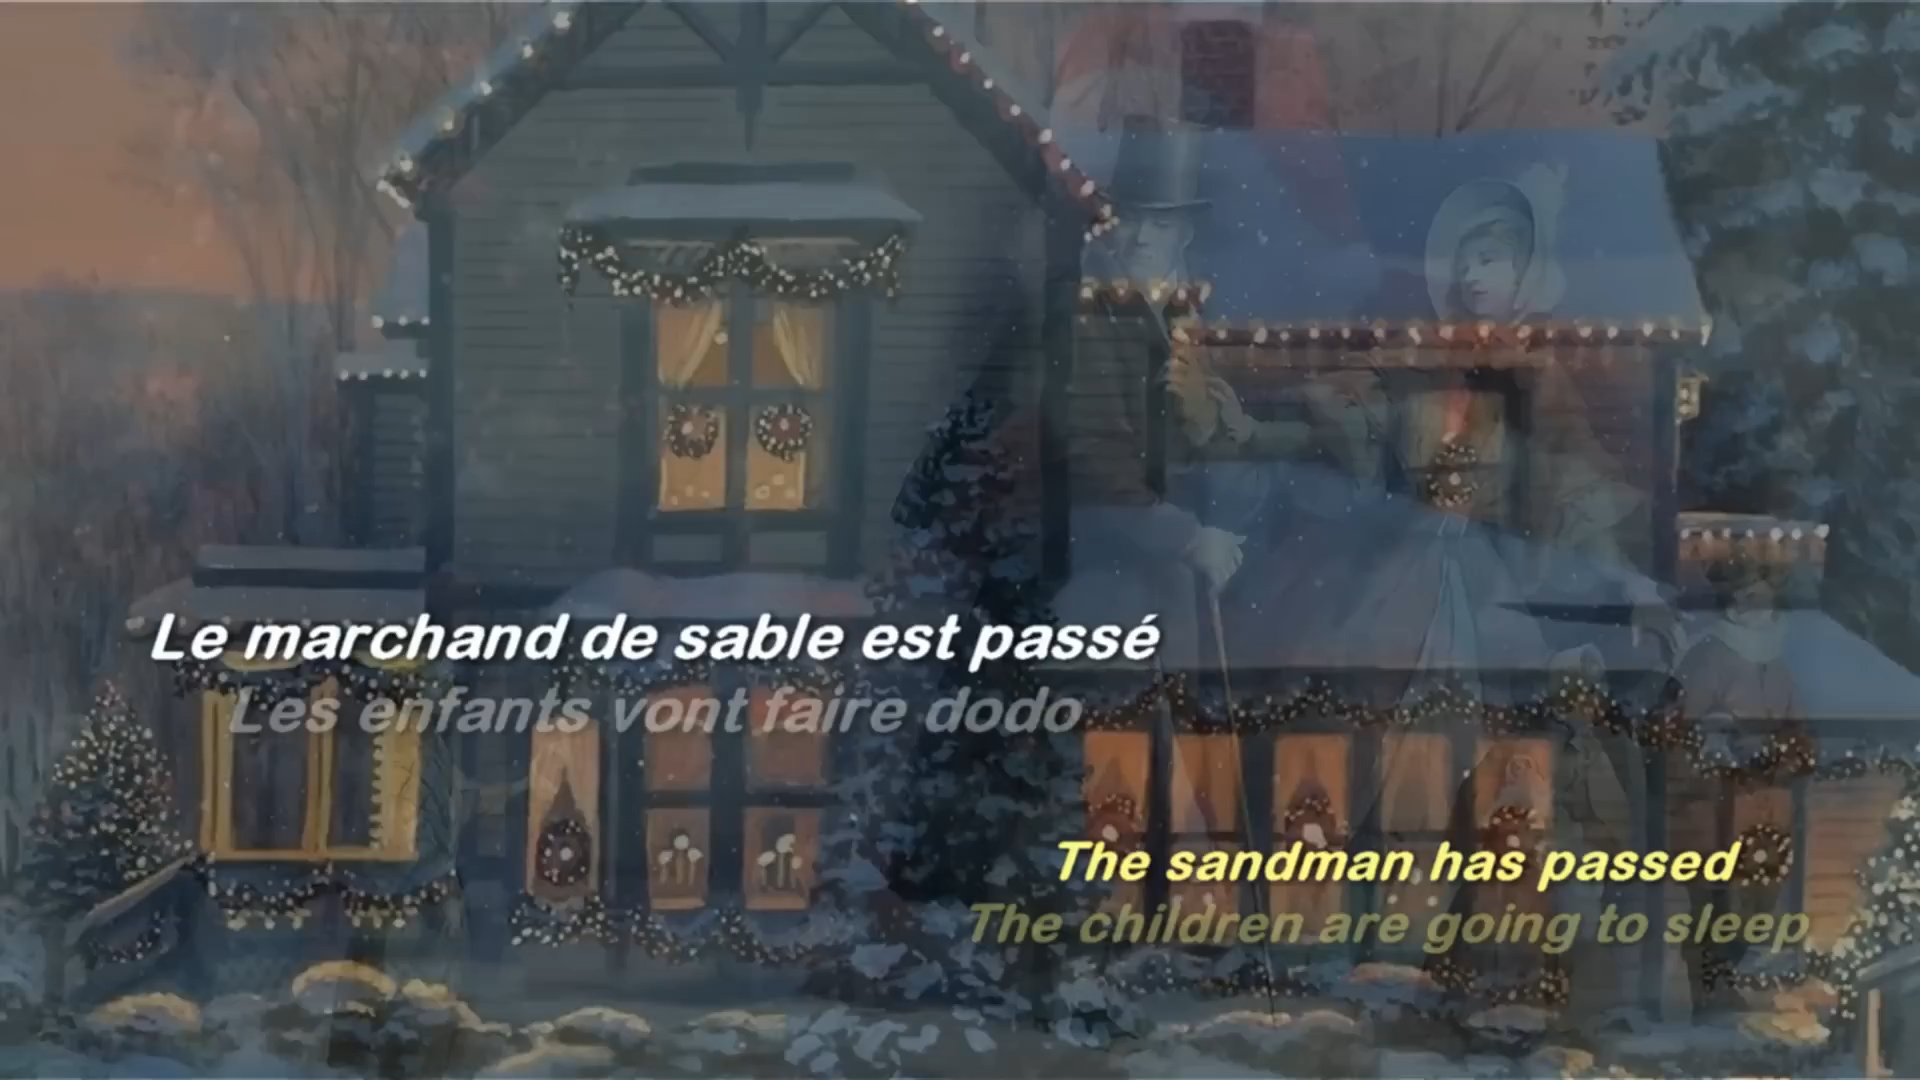 Le marchand de sable est passé
Les enfants vont faire dodo
The sandman has passed
The children are going to sleep